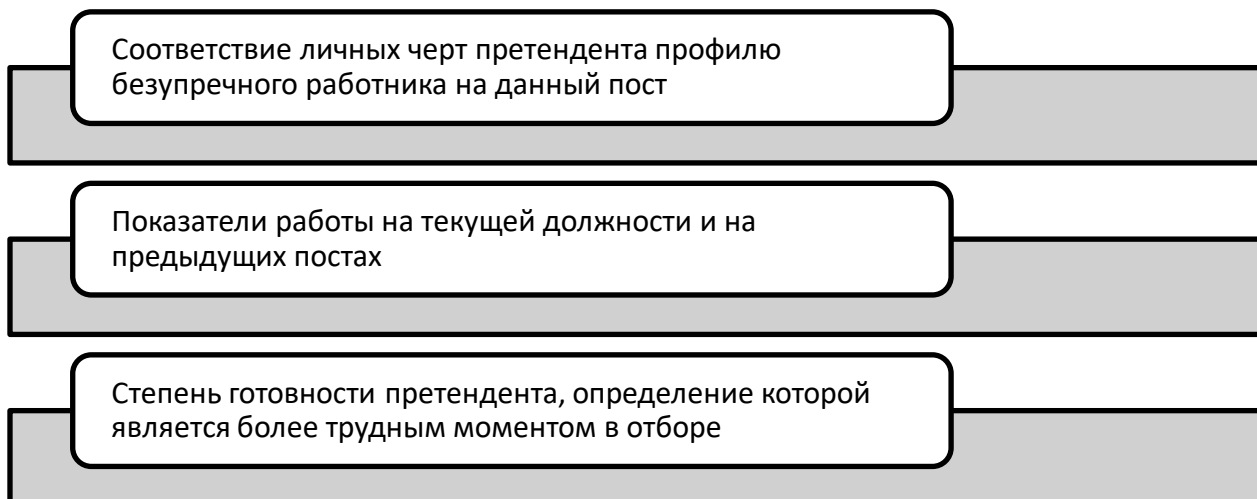 Соответствие личных черт претендента профилю
безупречного работника на данный пост
Показатели работы на текущей должности и на
предыдущих постах
Степень готовности претендента, определение которой
является более трудным моментом в отборе